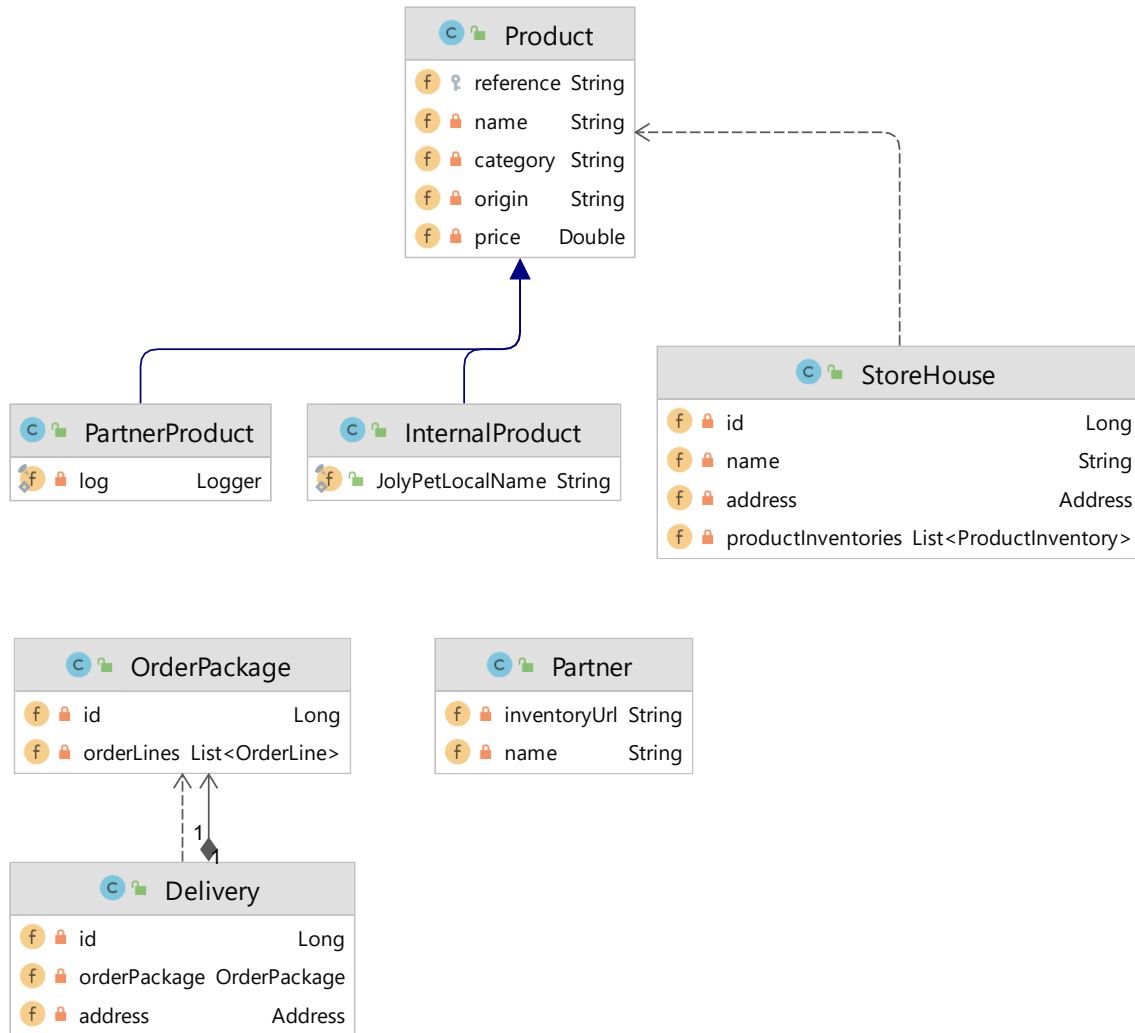 C Product
f reference String
f name String
f category String
f origin String
f price Double
C PartnerProduct
f log Logger
C InternalProduct
f JolyPetLocalName String
C StoreHouse
f id Long
f name String
f address Address
f productInventories List<ProductInventory>
C OrderPackage
f id Long
f orderLines List<OrderLine>
C Partner
f inventoryUrl String
f name String
1
1
C Delivery
f id Long
f orderPackage OrderPackage
f address Address